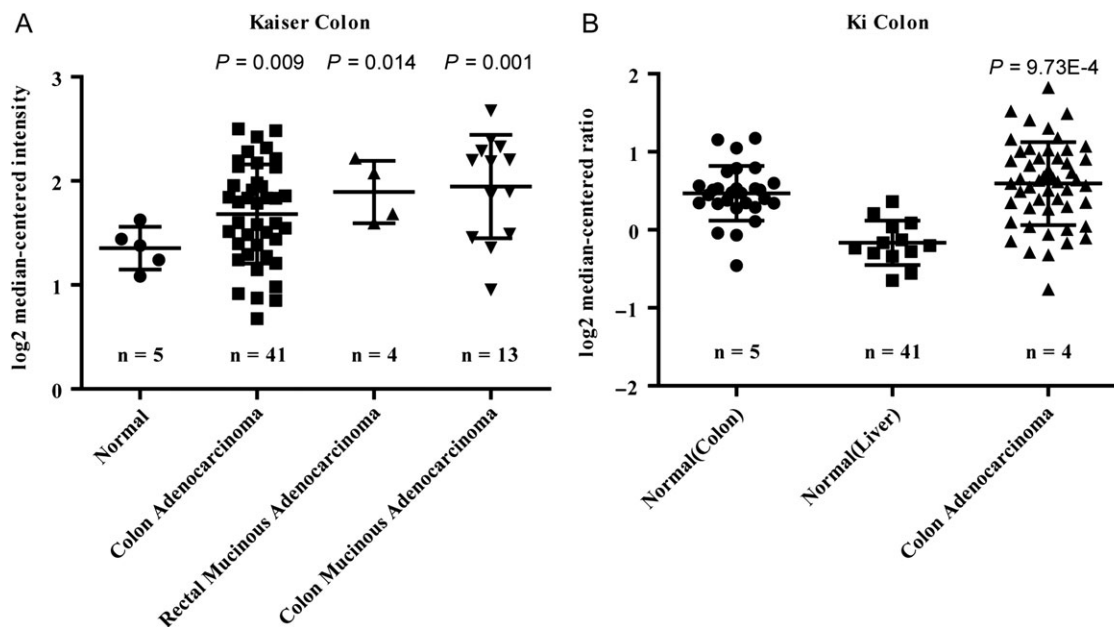 A
Kaiser Colon
P = 0.009
P = 0.014
P = 0.001
log2 median-centered intensity
3
2
1
0
n = 5
n = 41
n = 4
n = 13
Normal
Colon Adenocarcinoma
Rectal Mucinous Adenocarcinoma
Colon Mucinous Adenocarcinoma
B
Ki Colon
P = 9.73E-4
log2 median-centered ratio
2
1
0
−1
−2
n = 5
n = 41
n = 4
Normal(Colon)
Normal(Liver)
Colon Adenocarcinoma